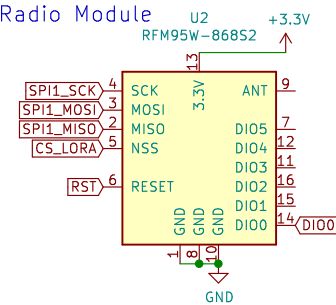 Radio Module
U2
RFM95W-868S2
+3.3V
13
3.3V
SPI1_SCK 4 SCK
ANT 9
SPI1_MOSI 3 MOSI
SPI1_MISO 2 MISO
DIO5 7
CS_LORA 5 NSS
DIO4 12
DIO3 11
RST 6 RESET
DIO2 16
DIO1 15
DIO0 14 DIO0
GND GND GND
1 8 10
GND